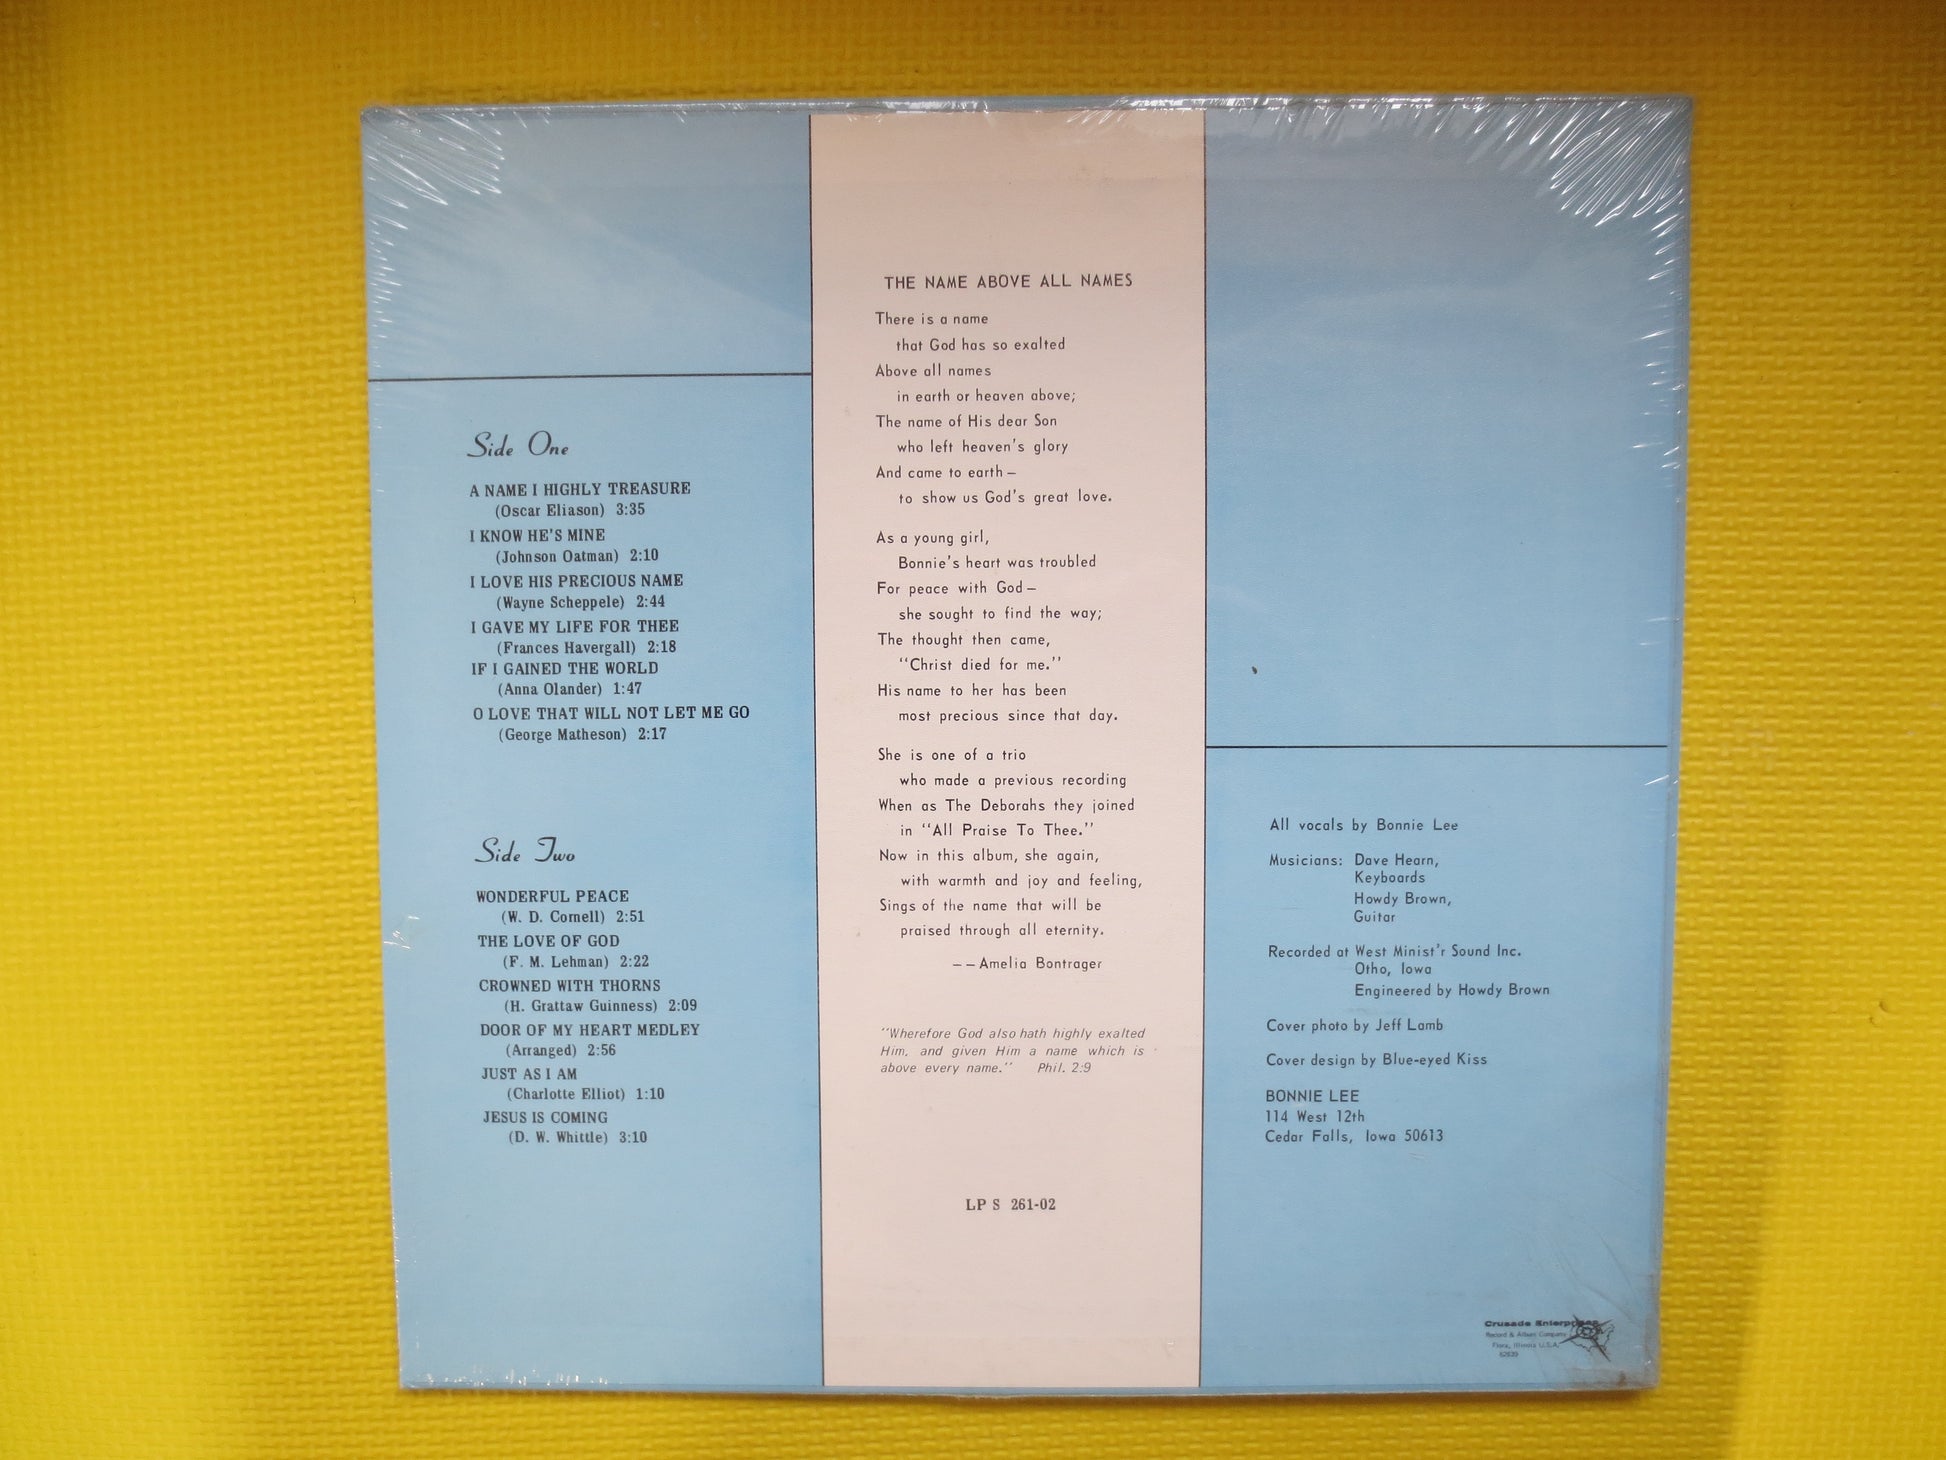 Side One
A NAME I HIGHLY TREASURE
(Oscar Eliason) 3:35
I KNOW HE'S MINE
(Johnson Oatman) 2:10
I LOVE HIS PRECIOUS NAME
(Wayne Scheppele) 2:44
I GAVE MY LIFE FOR THEE
(Frances Havergall) 2:18
IF I GAINED THE WORLD
(Anna Olander) 1:47
O LOVE THAT WILL NOT LET ME GO
(George Matheson) 2:17
Side Two
WONDERFUL PEACE
(W. D. Cornell) 2:51
THE LOVE OF GOD
(F. M. Lehman) 2:22
CROWNED WITH THORNS
(H. Grattaw Guinness) 2:09
DOOR OF MY HEART MEDLEY
(Arranged) 2:56
JUST AS I AM
(Charlotte Elliot) 1:10
JESUS IS COMING
(D. W. Whittle) 3:10
THE NAME ABOVE ALL NAMES
There is a name
that God has so exalted
Above all names
in earth or heaven above;
The name of His dear Son
who left heaven's glory
And came to earth –
to show us God's great love.
As a young girl,
Bonnie's heart was troubled
For peace with God –
she sought to find the way;
The thought then came,
"Christ died for me."
His name to her has been
most precious since that day.
She is one of a trio
who made a previous recording
When as The Deborahs they joined
in "All Praise To Thee."
Now in this album, she again,
with warmth and joy and feeling,
Sings of the name that will be
praised through all eternity.
-- Amelia Bontrager
"Wherefore God also hath highly exalted
Him, and given Him a name which is
above every name." Phil. 2:9
LP S 261-02
All vocals by Bonnie Lee
Musicians: Dave Hearn,
Keyboards
Howdy Brown,
Guitar
Recorded at West Minist'r Sound Inc.
Otho, Iowa
Engineered by Howdy Brown
Cover photo by Jeff Lamb
Cover design by Blue-eyed Kiss
BONNIE LEE
114 West 12th
Cedar Falls, Iowa 50613
Crusade Enterprises
Record & Album Company
Flora, Illinois U.S.A.
62839